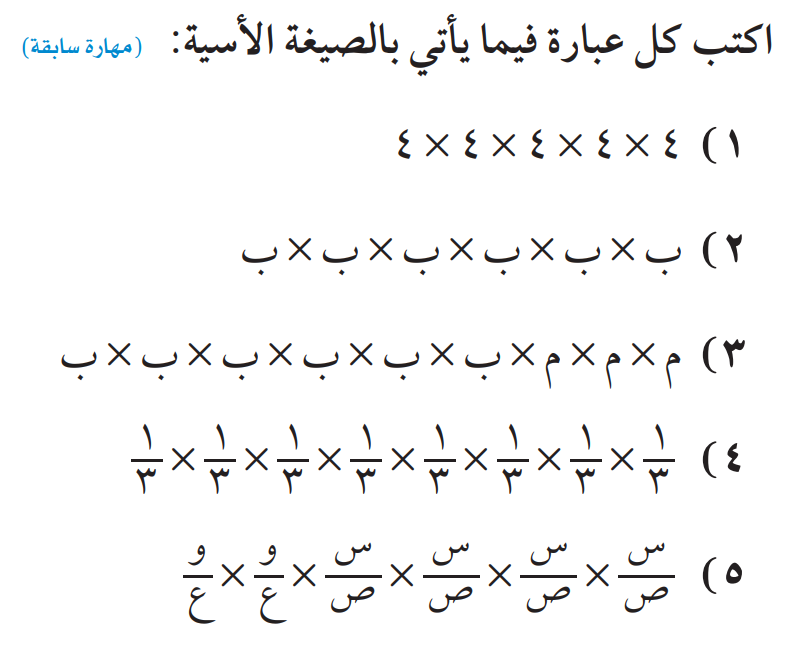 اكتب كل عبارة فيما يأتي بالصيغة الأسية: (مهارة سابقة)
١) ٤ × ٤ × ٤ × ٤ × ٤
٢) ب × ب × ب × ب × ب × ب
٣) م × م × م × ب × ب × ب × ب × ب × ب
٤) ١/٣ × ١/٣ × ١/٣ × ١/٣ × ١/٣ × ١/٣ × ١/٣ × ١/٣
٥) س/ص × س/ص × س/ص × س/ص × و/ع × و/ع